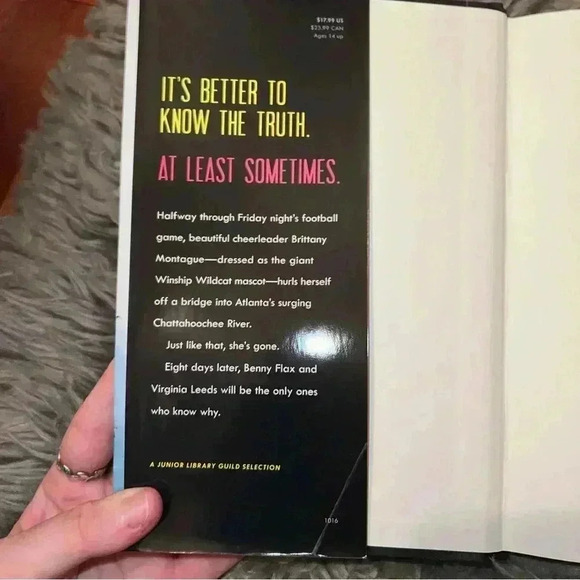 $17.99 US
$23.99 CAN
Ages 14 up
IT'S BETTER TO
KNOW THE TRUTH.
AT LEAST SOMETIMES.
Halfway through Friday night's football
game, beautiful cheerleader Brittany
Montague—dressed as the giant
Winship Wildcat mascot—hurls herself
off a bridge into Atlanta's surging
Chattahoochee River.
Just like that, she's gone.
Eight days later, Benny Flax and
Virginia Leeds will be the only ones
who know why.
A JUNIOR LIBRARY GUILD SELECTION
1016